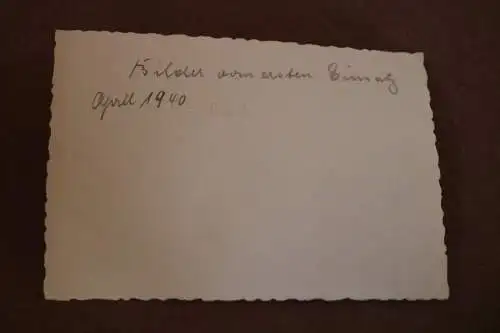 Bilder vom ersten Einsatz
April 1940